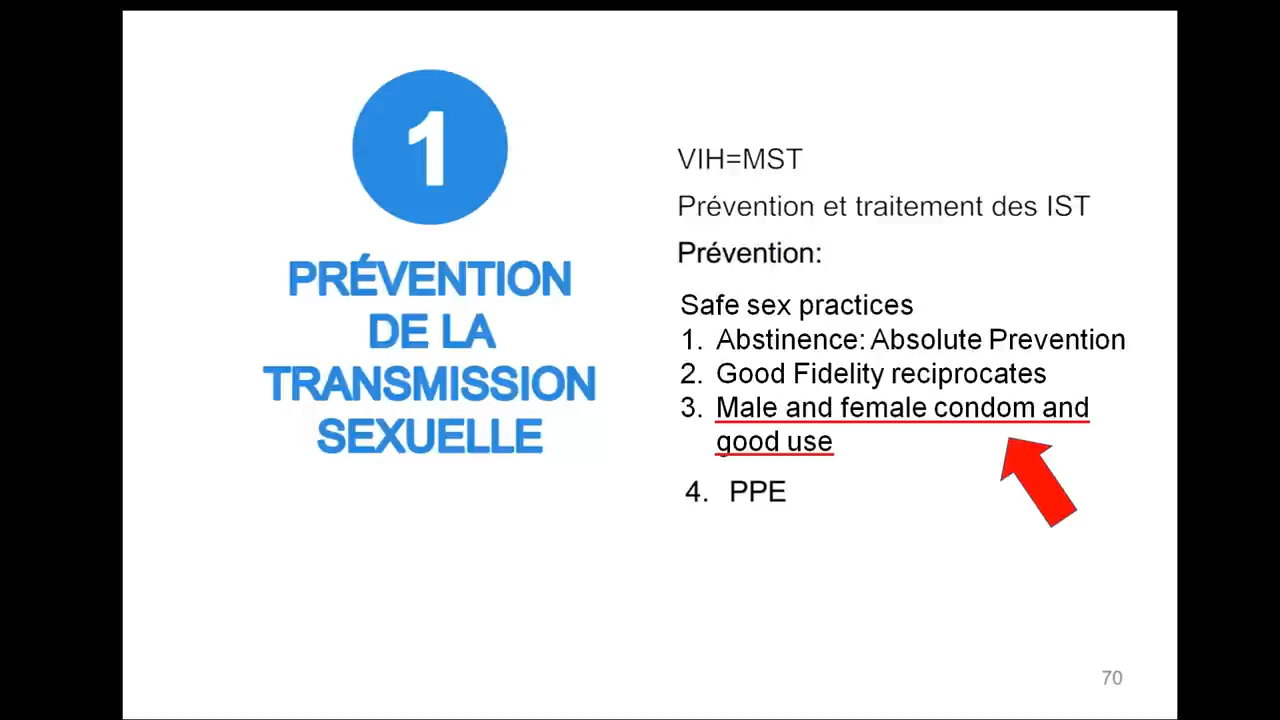 1
PRÉVENTION
DE LA
TRANSMISSION
SEXUELLE
VIH=MST
Prévention et traitement des IST
Prévention:
Safe sex practices
1. Abstinence: Absolute Prevention
2. Good Fidelity reciprocates
3. Male and female condom and
good use
4. PPE
70